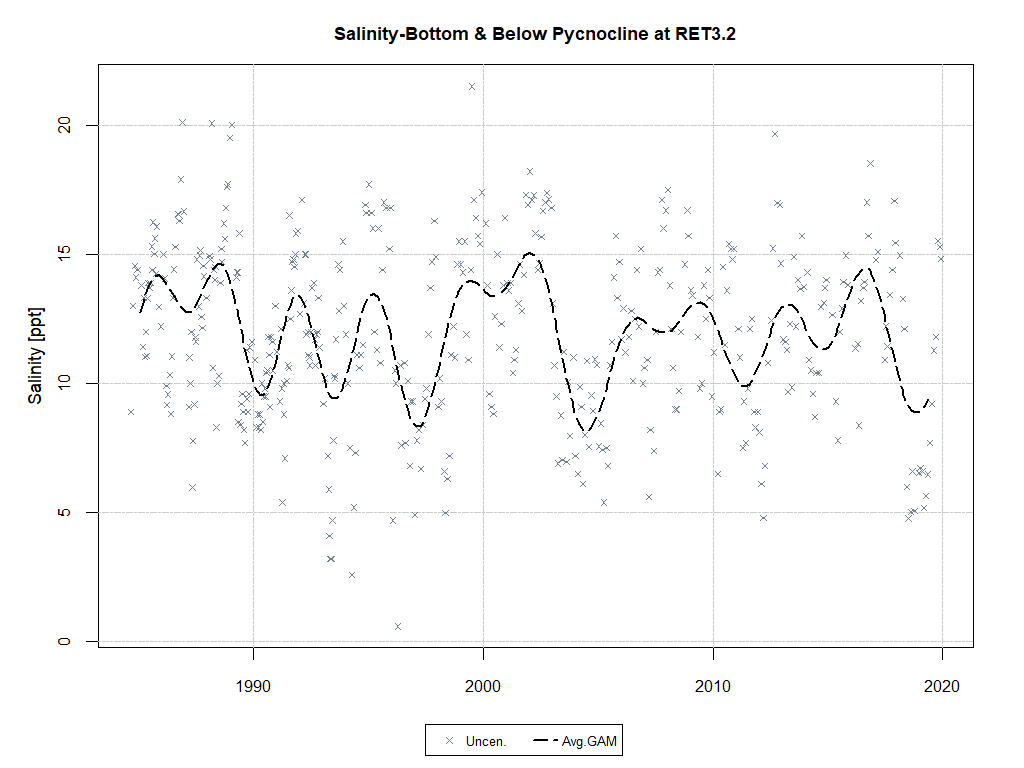 Salinity-Bottom & Below Pycnocline at RET3.2
Salinity [ppt]
20
15
10
5
0
1990
2000
2010
2020
Uncen.
Avg.GAM